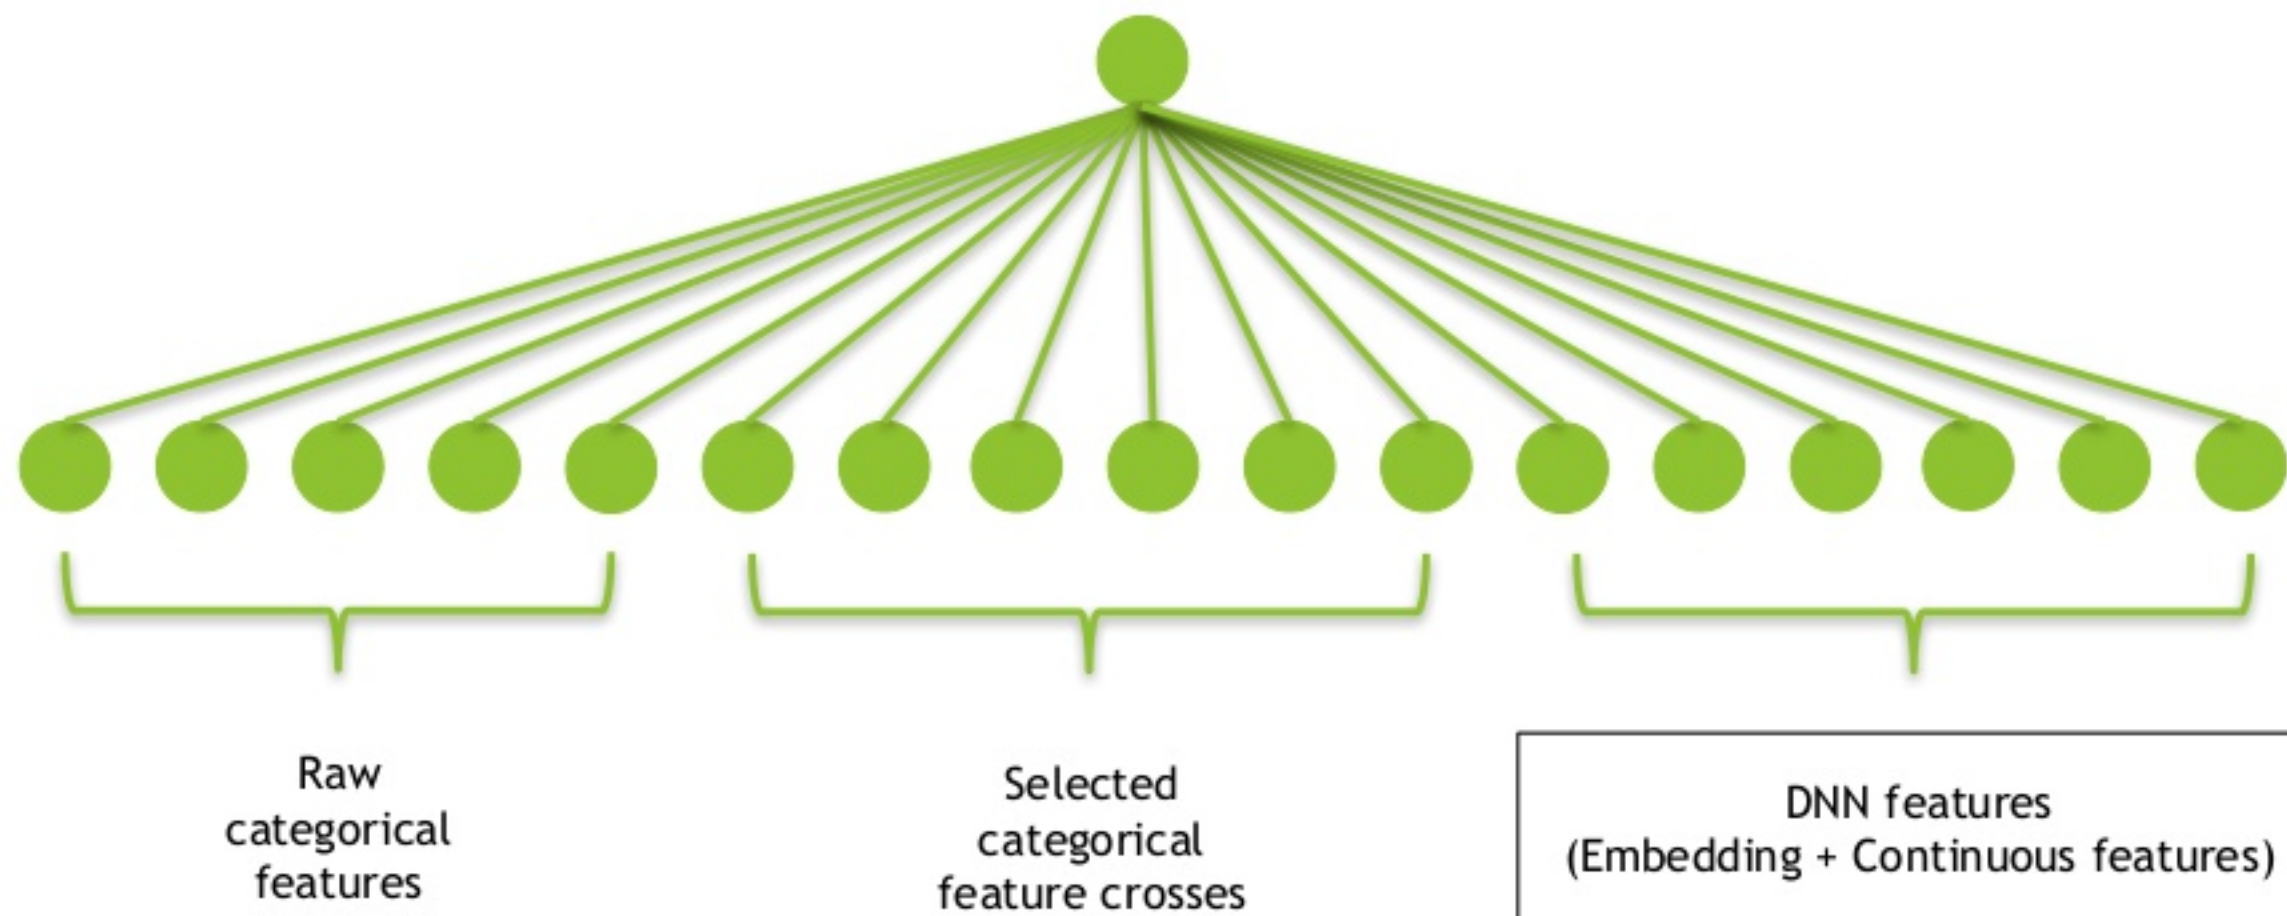 Raw
categorical
features
Selected
categorical
feature crosses
DNN features
(Embedding + Continuous features)